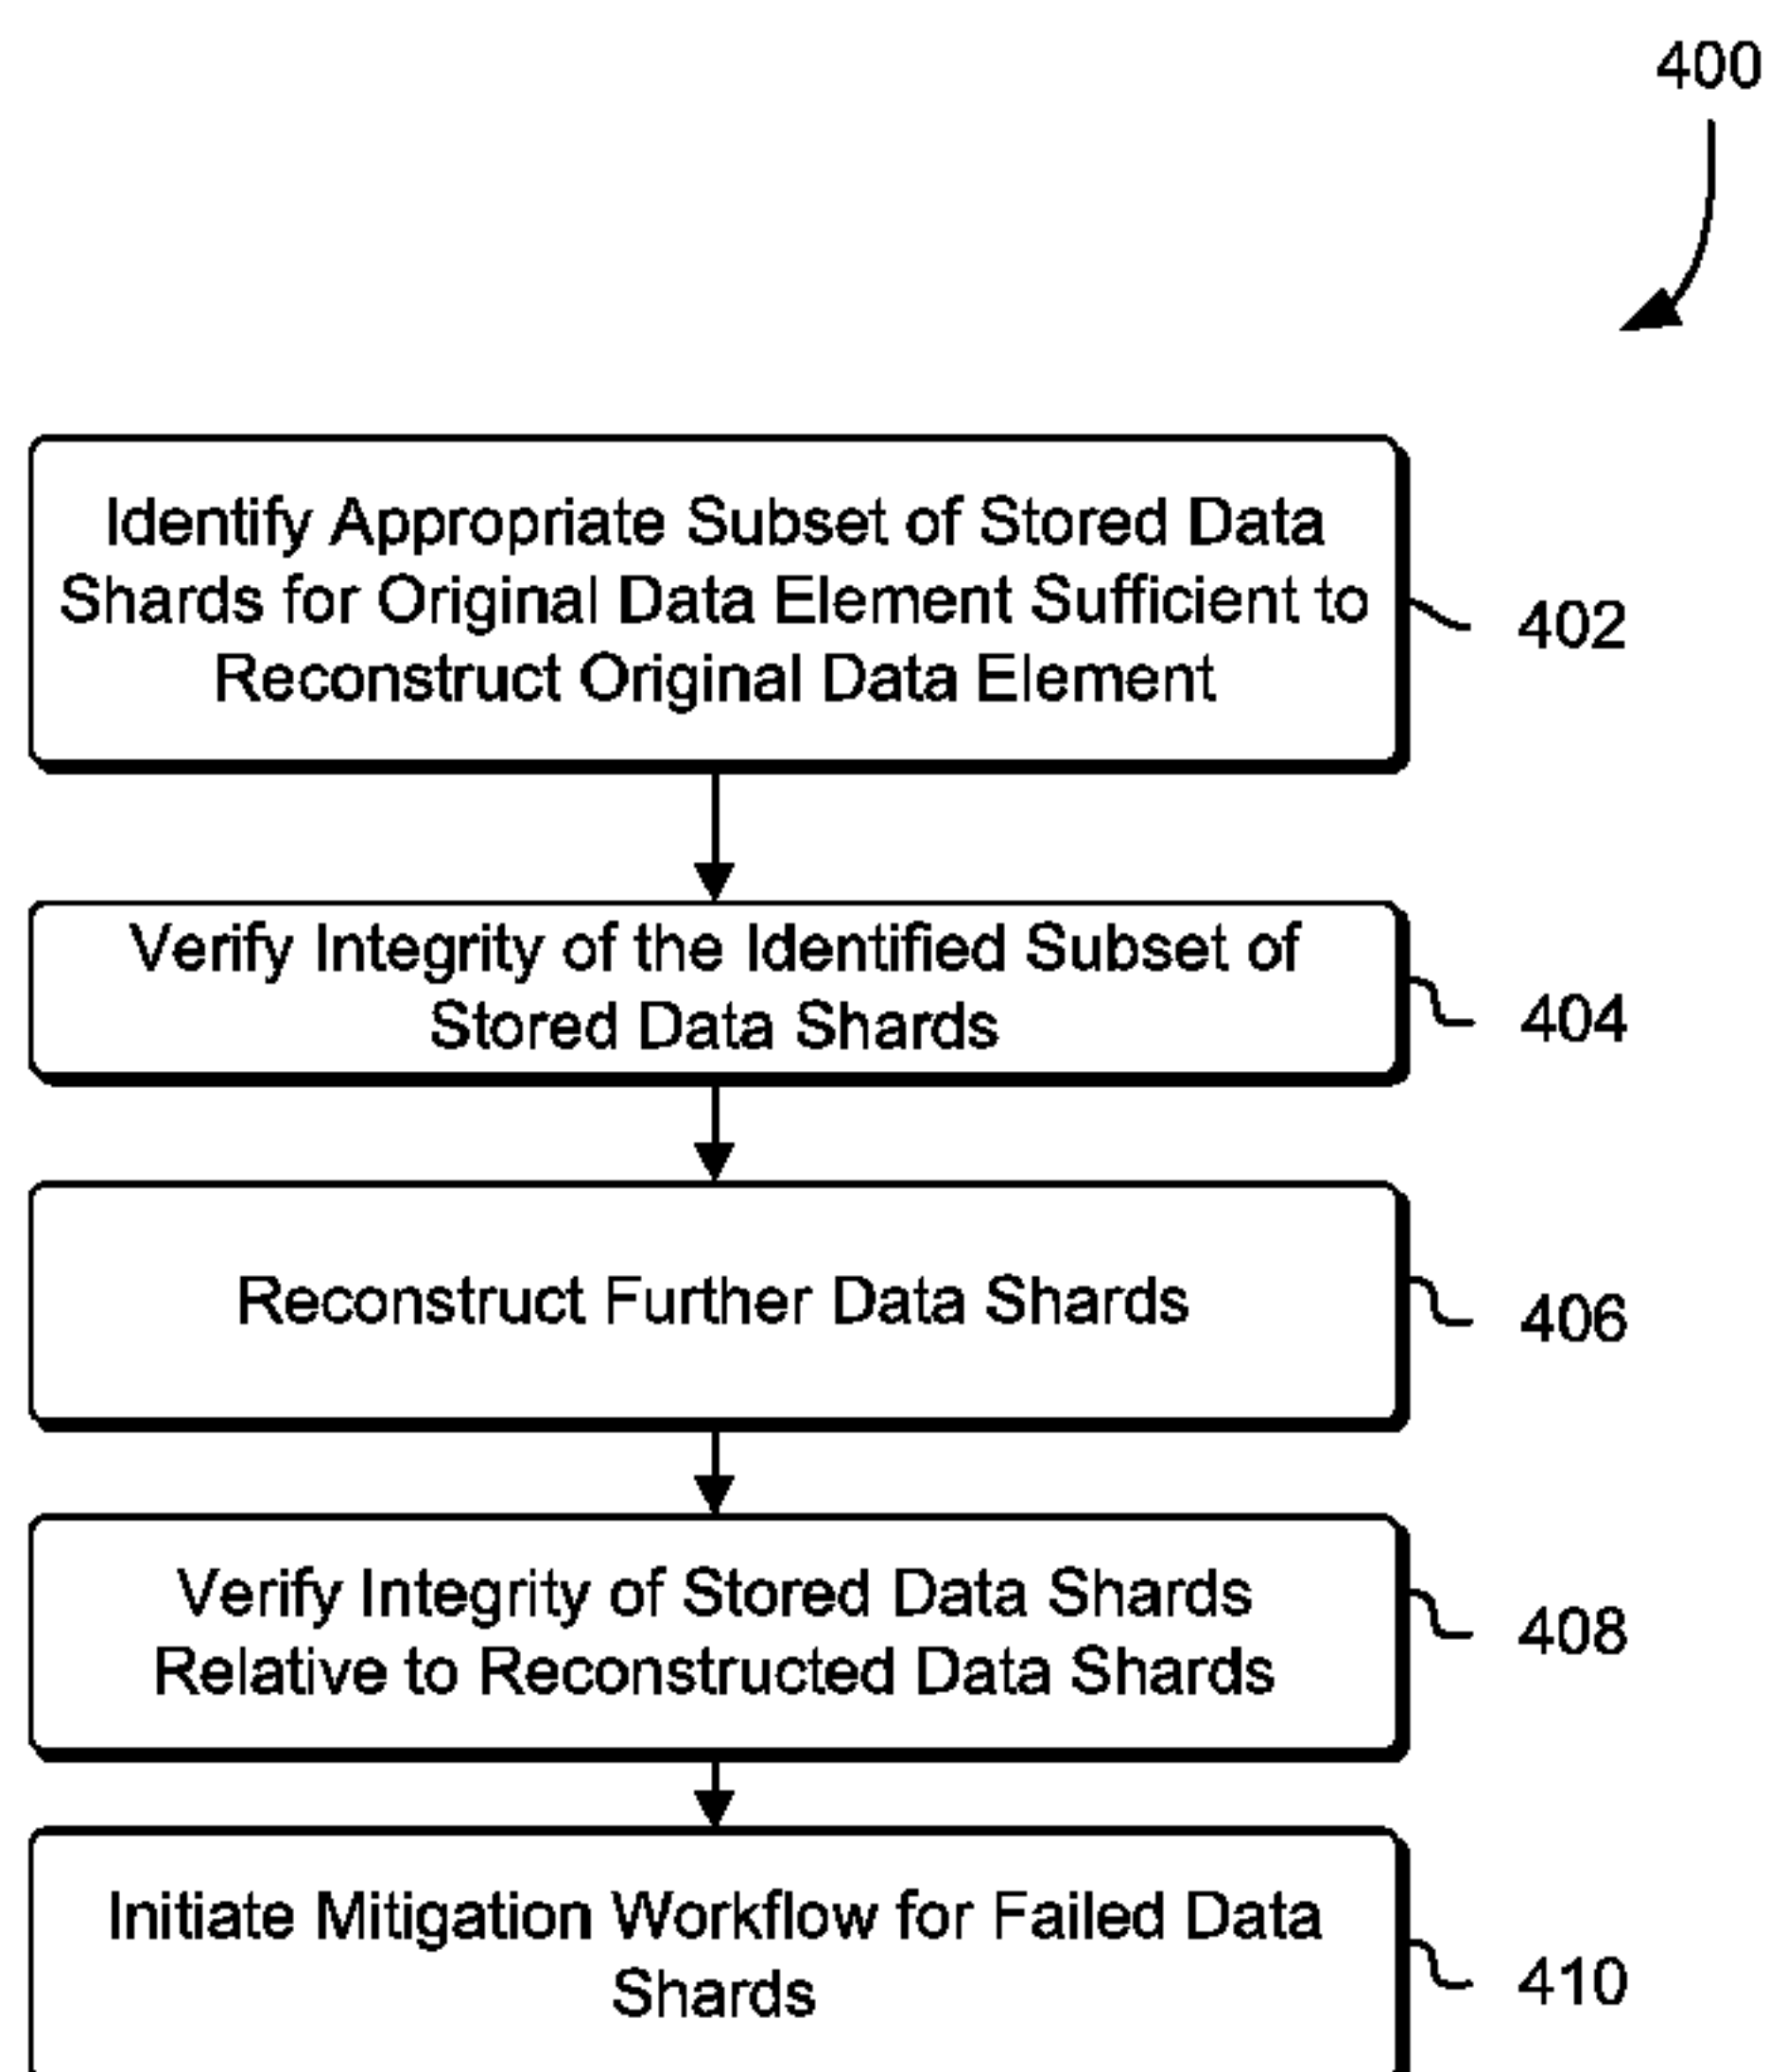 400
Identify Appropriate Subset of Stored Data
Shards for Original Data Element Sufficient to
Reconstruct Original Data Element
402
Verify Integrity of the Identified Subset of
Stored Data Shards
404
Reconstruct Further Data Shards
406
Verify Integrity of Stored Data Shards
Relative to Reconstructed Data Shards
408
Initiate Mitigation Workflow for Failed Data
Shards
410